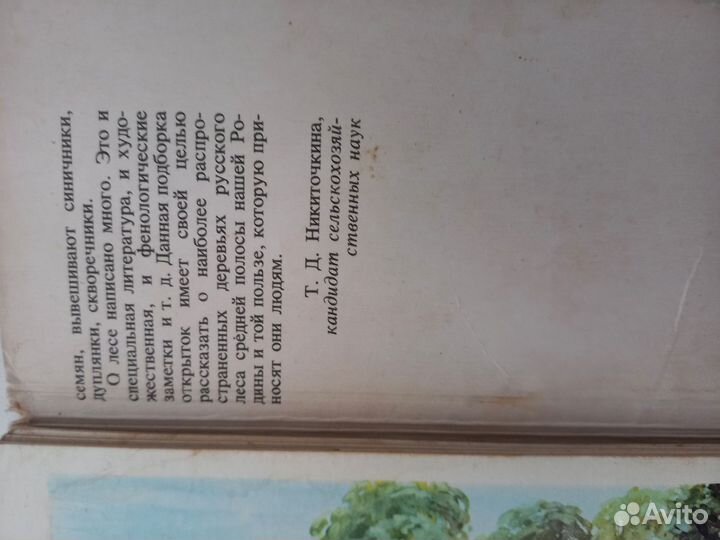 семян, вывешивают синичники,
дуплянки, скворечники.
О лесе написано много. Это и
специальная литература, и худо-
жественная, и фенологические
заметки и т. д. Данная подборка
открыток имеет своей целью
рассказать о наиболее распро-
страненных деревьях русского
леса средней полосы нашей Ро-
дины и той пользе, которую при-
носят они людям.
Т. Д. Никиточкина,
кандидат сельскохозяй-
ственных наук
Avito